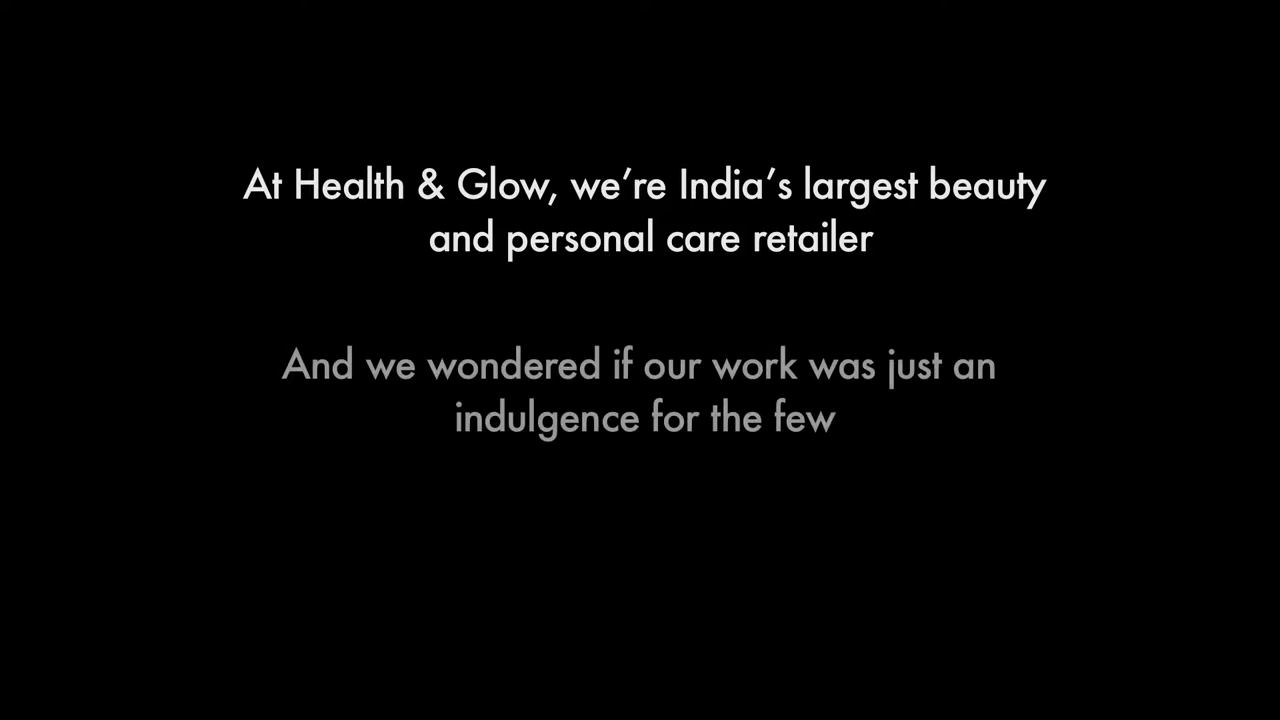 At Health & Glow, we’re India’s largest beauty
and personal care retailer
And we wondered if our work was just an
indulgence for the few